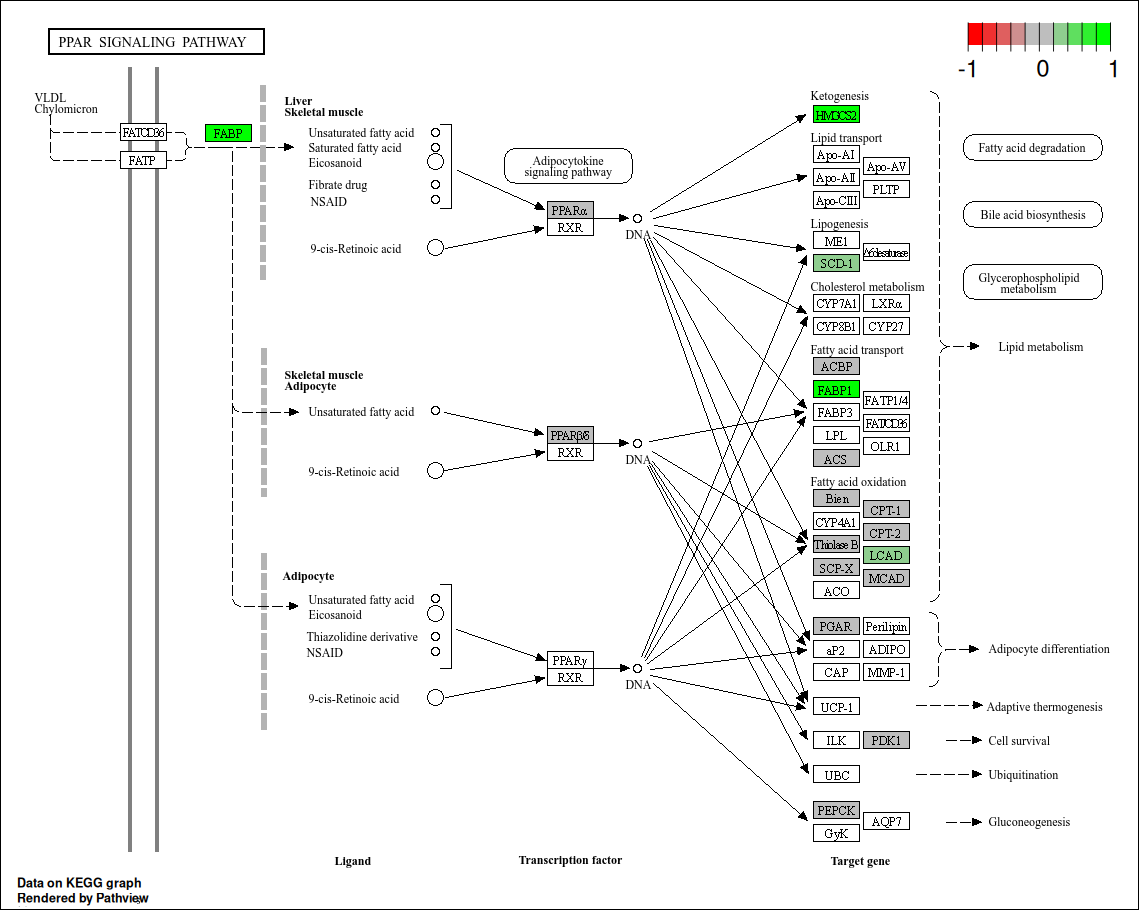 PPAR SIGNALING PATHWAY
-1 0 1
VLDL
Chylomicron
FAT/CD36
FATP
FABP
Liver
Skeletal muscle
Unsaturated fatty acid
Saturated fatty acid
Eicosanoid
Fibrate drug
NSAID
9-cis-Retinoic acid
Adipocytokine
signaling pathway
PPARα
RXR
DNA
Skeletal muscle
Adipocyte
Unsaturated fatty acid
9-cis-Retinoic acid
PPARβ/δ
RXR
DNA
Adipocyte
Unsaturated fatty acid
Eicosanoid
Thiazolidine derivative
NSAID
9-cis-Retinoic acid
PPARγ
RXR
DNA
Ketogenesis
HMGCS2
Lipid transport
Apo-AI
Apo-AV
Apo-AII
PLTP
Apo-CIII
Lipogenesis
ME1
SCD-1
Cholesterol metabolism
CYP7A1 LXRα
CYP8B1 CYP27
Fatty acid transport
ACBP
FABP1
FATP1/4
FABP3
FAT/CD36
LPL
OLR1
ACS
Fatty acid oxidation
Bien
CPT-1
CYP4A1
CPT-2
Thiolase B
LCAD
SCP-X
MCAD
ACO
PGAR Perilipin
aP2 ADIPO
CAP MMP-1
UCP-1
ILK PDK1
UBC
PEPCK
AQP7
GyK
Fatty acid degradation
Bile acid biosynthesis
Glycerophospholipid
metabolism
Lipid metabolism
Adipocyte differentiation
Adaptive thermogenesis
Cell survival
Ubiquitination
Gluconeogenesis
Ligand
Transcription factor
Target gene
Data on KEGG graph
Rendered by Pathview